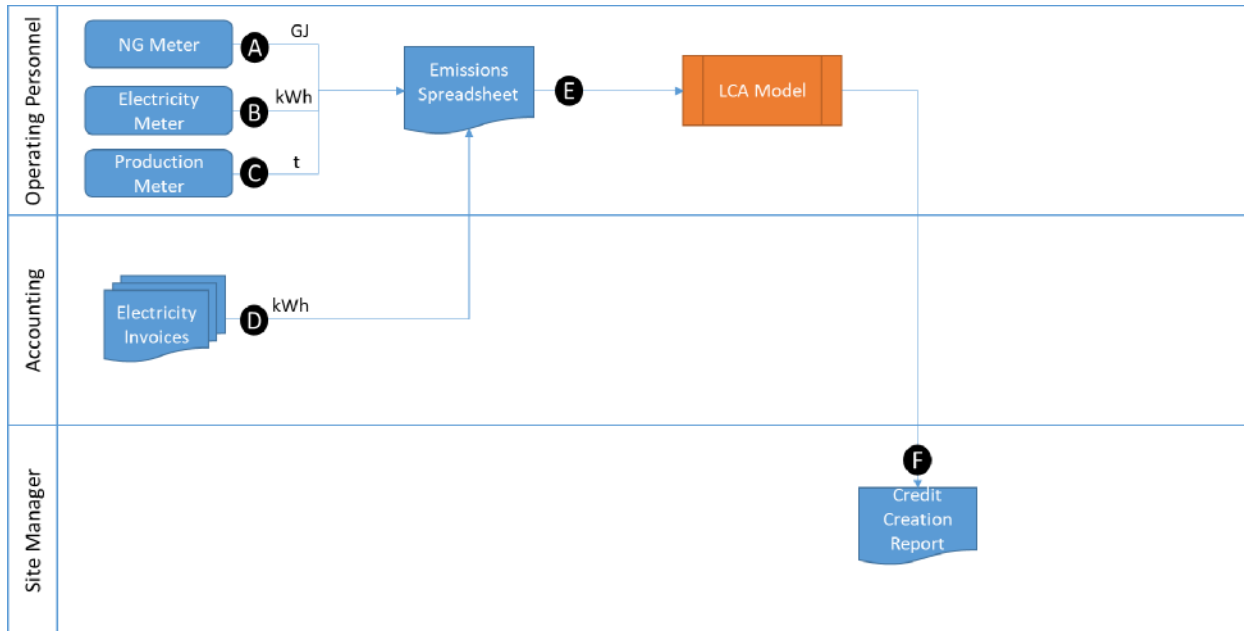 Operating Personnel
NG Meter
A
GJ
Electricity
Meter
B
kWh
Production
Meter
C
t
Emissions
Spreadsheet
E
LCA Model
Accounting
Electricity
Invoices
D
kWh
Site Manager
F
Credit
Creation
Report